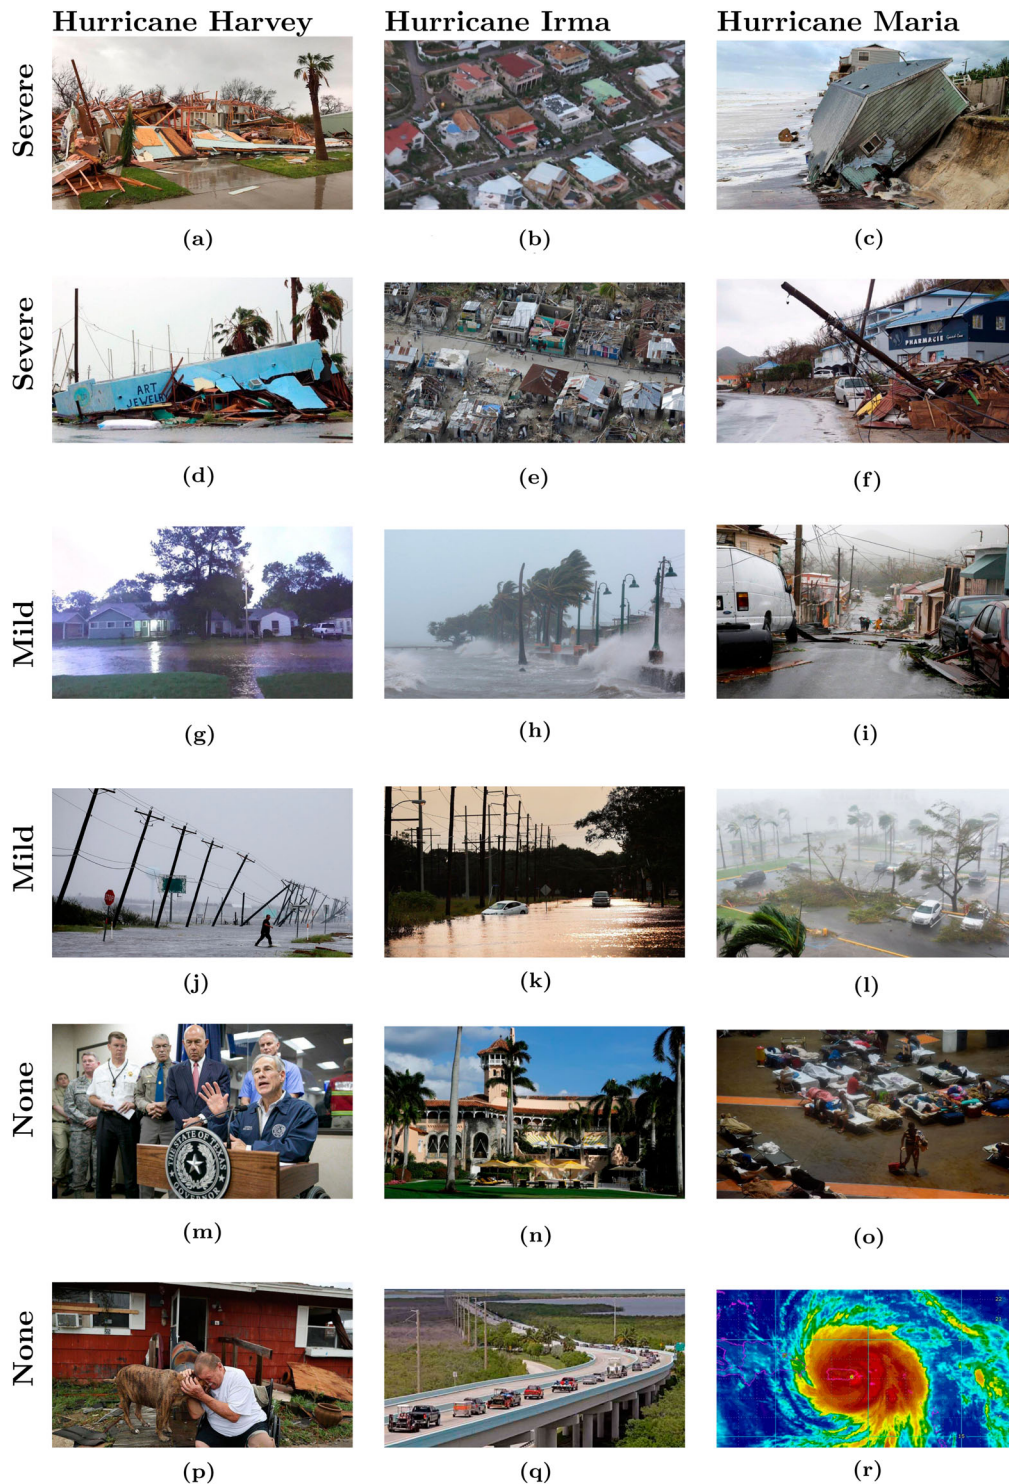 Hurricane Harvey
Hurricane Irma
Hurricane Maria
Severe
(a)
(b)
(c)
Severe
ART
JEWELRY
PHARMACIE
(d)
(e)
(f)
Mild
(g)
(h)
(i)
Mild
(j)
(k)
(l)
None
THE STATE OF TEXAS
GOVERNOR
(m)
(n)
(o)
None
(p)
(q)
(r)